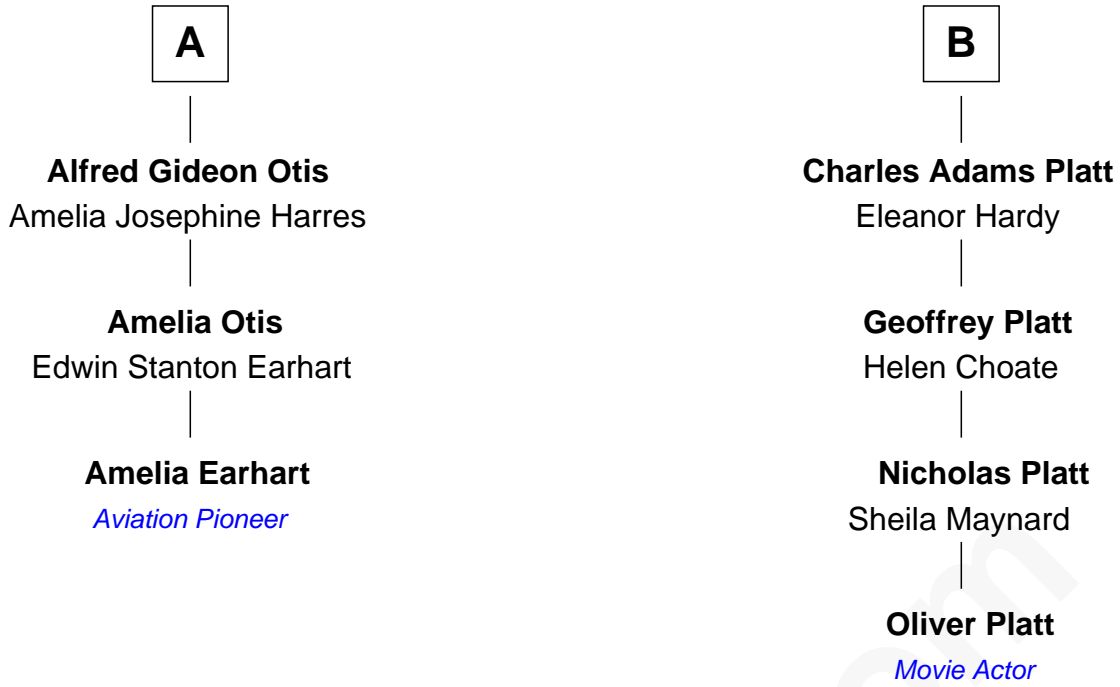 A
Alfred Gideon Otis
Amelia Josephine Harres
Amelia Otis
Edwin Stanton Earhart
Amelia Earhart
Aviation Pioneer
B
Charles Adams Platt
Eleanor Hardy
Geoffrey Platt
Helen Choate
Nicholas Platt
Sheila Maynard
Oliver Platt
Movie Actor